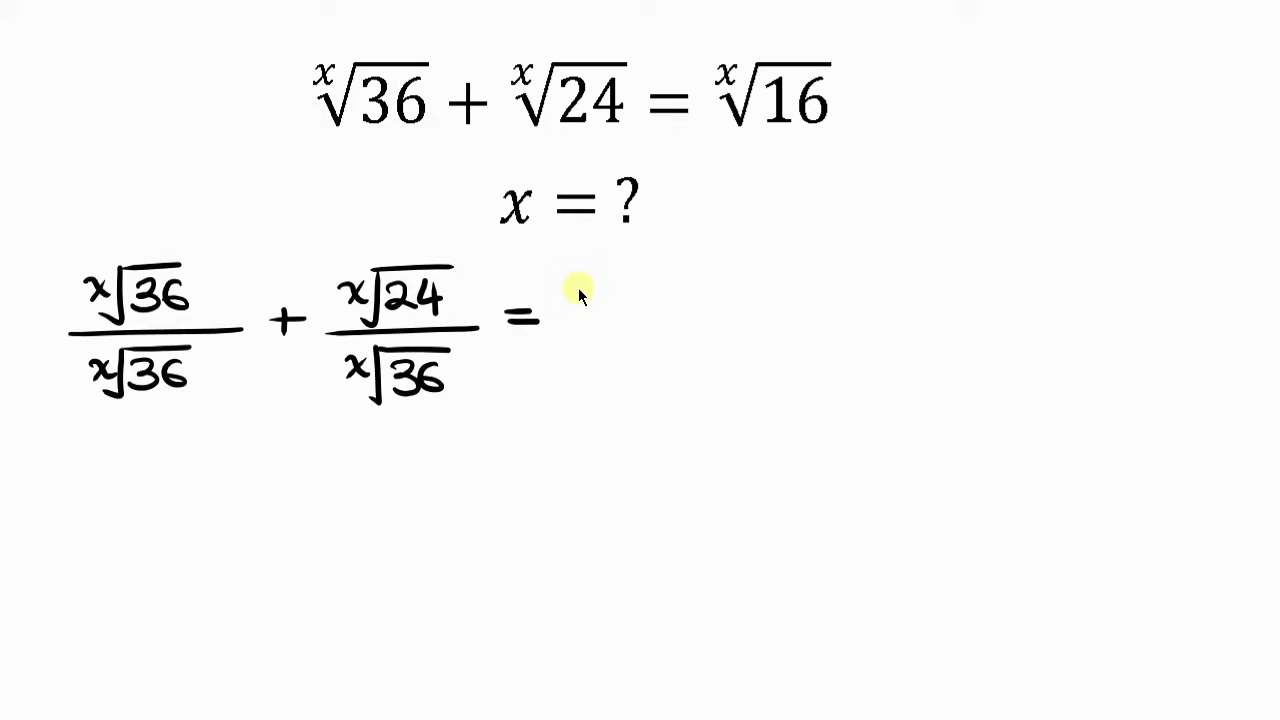 ˣ√36 + ˣ√24 = ˣ√16
x = ?
ˣ√36/ˣ√36 + ˣ√24/ˣ√36 =